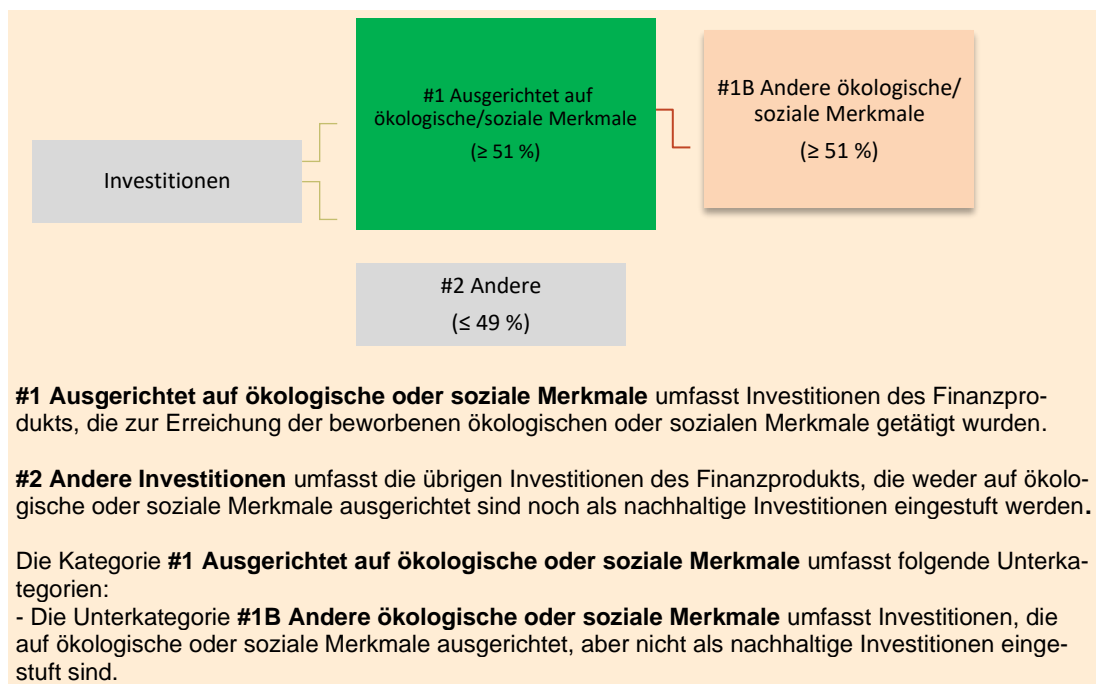 #1 Ausgerichtet auf
ökologische/soziale Merkmale
(≥ 51 %)
#1B Andere ökologische/
soziale Merkmale
(≥ 51 %)
Investitionen
#2 Andere
(≤ 49 %)
#1 Ausgerichtet auf ökologische oder soziale Merkmale umfasst Investitionen des Finanzpro-
dukts, die zur Erreichung der beworbenen ökologischen oder sozialen Merkmale getätigt wurden.
#2 Andere Investitionen umfasst die übrigen Investitionen des Finanzprodukts, die weder auf ökolo-
gische oder soziale Merkmale ausgerichtet sind noch als nachhaltige Investitionen eingestuft werden.
Die Kategorie #1 Ausgerichtet auf ökologische oder soziale Merkmale umfasst folgende Unterka-
tegorien:
- Die Unterkategorie #1B Andere ökologische oder soziale Merkmale umfasst Investitionen, die
auf ökologische oder soziale Merkmale ausgerichtet, aber nicht als nachhaltige Investitionen einge-
stuft sind.